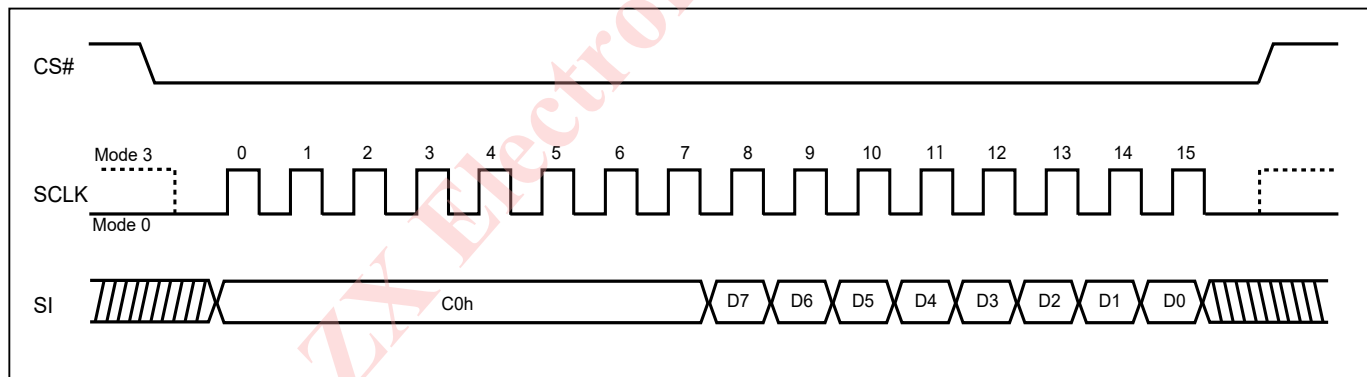 CS#
Mode 3 0 1 2 3 4 5 6 7 8 9 10 11 12 13 14 15
SCLK
Mode 0
SI C0h D7 D6 D5 D4 D3 D2 D1 D0
ZX Electro